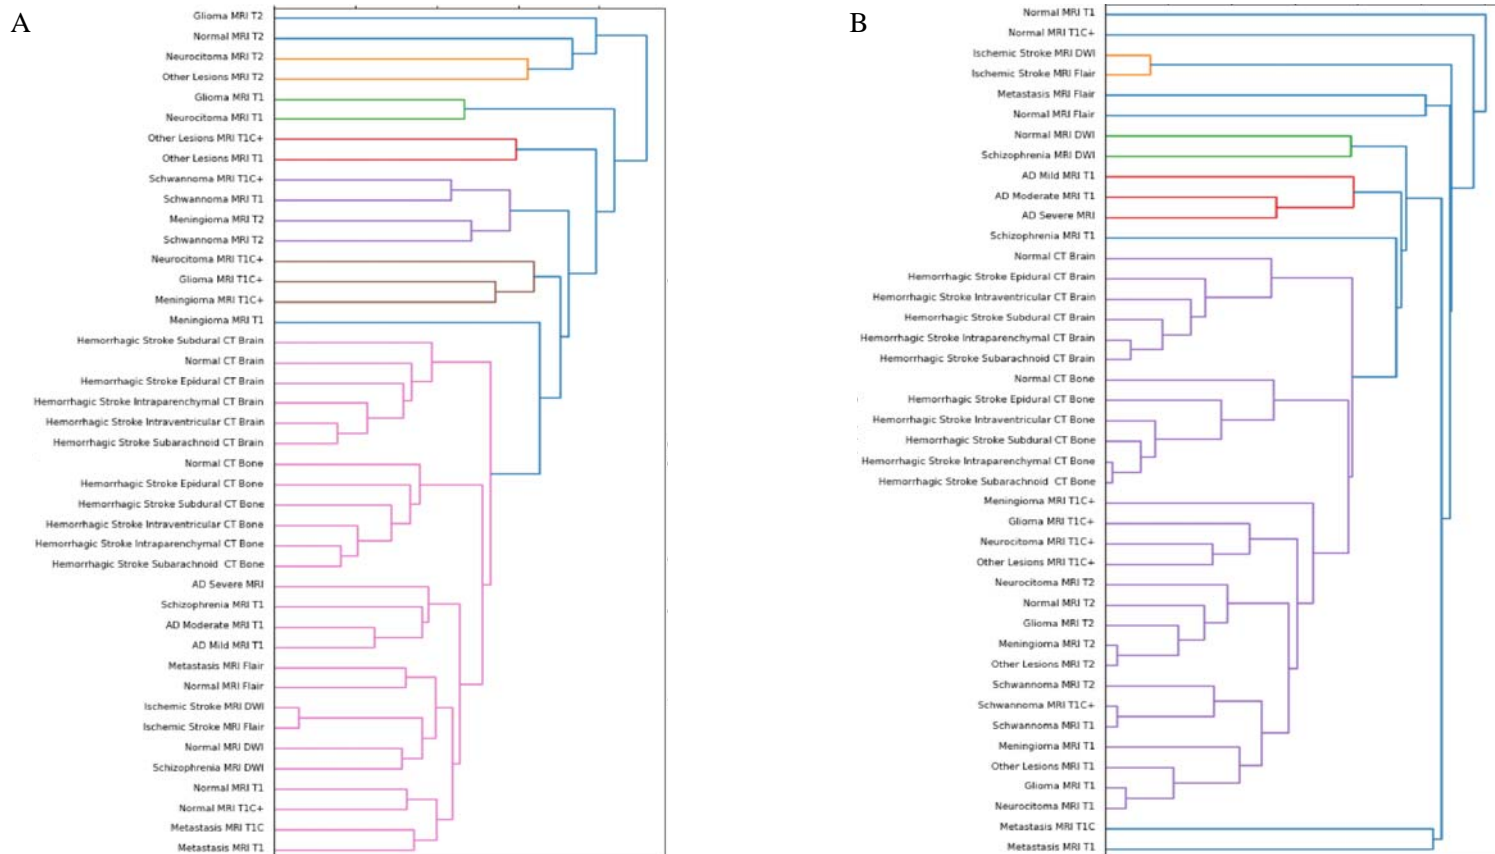 A
Glioma MRI T2
Normal MRI T2
Neurocitoma MRI T2
Other Lesions MRI T2
Glioma MRI T1
Neurocitoma MRI T1
Other Lesions MRI T1C+
Other Lesions MRI T1
Schwannoma MRI T1C+
Schwannoma MRI T1
Meningioma MRI T2
Schwannoma MRI T2
Neurocitoma MRI T1C+
Glioma MRI T1C+
Meningioma MRI T1C+
Meningioma MRI T1
Hemorrhagic Stroke Subdural CT Brain
Normal CT Brain
Hemorrhagic Stroke Epidural CT Brain
Hemorrhagic Stroke Intraparenchymal CT Brain
Hemorrhagic Stroke Intraventricular CT Brain
Hemorrhagic Stroke Subarachnoid CT Brain
Normal CT Bone
Hemorrhagic Stroke Epidural CT Bone
Hemorrhagic Stroke Subdural CT Bone
Hemorrhagic Stroke Intraventricular CT Bone
Hemorrhagic Stroke Intraparenchymal CT Bone
Hemorrhagic Stroke Subarachnoid CT Bone
AD Severe MRI
Schizophrenia MRI T1
AD Moderate MRI T1
AD Mild MRI T1
Metastasis MRI Flair
Normal MRI Flair
Ischemic Stroke MRI DWI
Ischemic Stroke MRI Flair
Normal MRI DWI
Schizophrenia MRI DWI
Normal MRI T1
Normal MRI T1C+
Metastasis MRI T1C
Metastasis MRI T1
B
Normal MRI T1
Normal MRI T1C+
Ischemic Stroke MRI DWI
Ischemic Stroke MRI Flair
Metastasis MRI Flair
Normal MRI Flair
Normal MRI DWI
Schizophrenia MRI DWI
AD Mild MRI T1
AD Moderate MRI T1
AD Severe MRI
Schizophrenia MRI T1
Normal CT Brain
Hemorrhagic Stroke Epidural CT Brain
Hemorrhagic Stroke Intraventricular CT Brain
Hemorrhagic Stroke Subdural CT Brain
Hemorrhagic Stroke Intraparenchymal CT Brain
Hemorrhagic Stroke Subarachnoid CT Brain
Normal CT Bone
Hemorrhagic Stroke Epidural CT Bone
Hemorrhagic Stroke Intraventricular CT Bone
Hemorrhagic Stroke Subdural CT Bone
Hemorrhagic Stroke Intraparenchymal CT Bone
Hemorrhagic Stroke Subarachnoid CT Bone
Meningioma MRI T1C+
Glioma MRI T1C+
Neurocitoma MRI T1C+
Other Lesions MRI T1C+
Neurocitoma MRI T2
Normal MRI T2
Glioma MRI T2
Meningioma MRI T2
Other Lesions MRI T2
Schwannoma MRI T2
Schwannoma MRI T1C+
Schwannoma MRI T1
Meningioma MRI T1
Other Lesions MRI T1
Glioma MRI T1
Neurocitoma MRI T1
Metastasis MRI T1C
Metastasis MRI T1